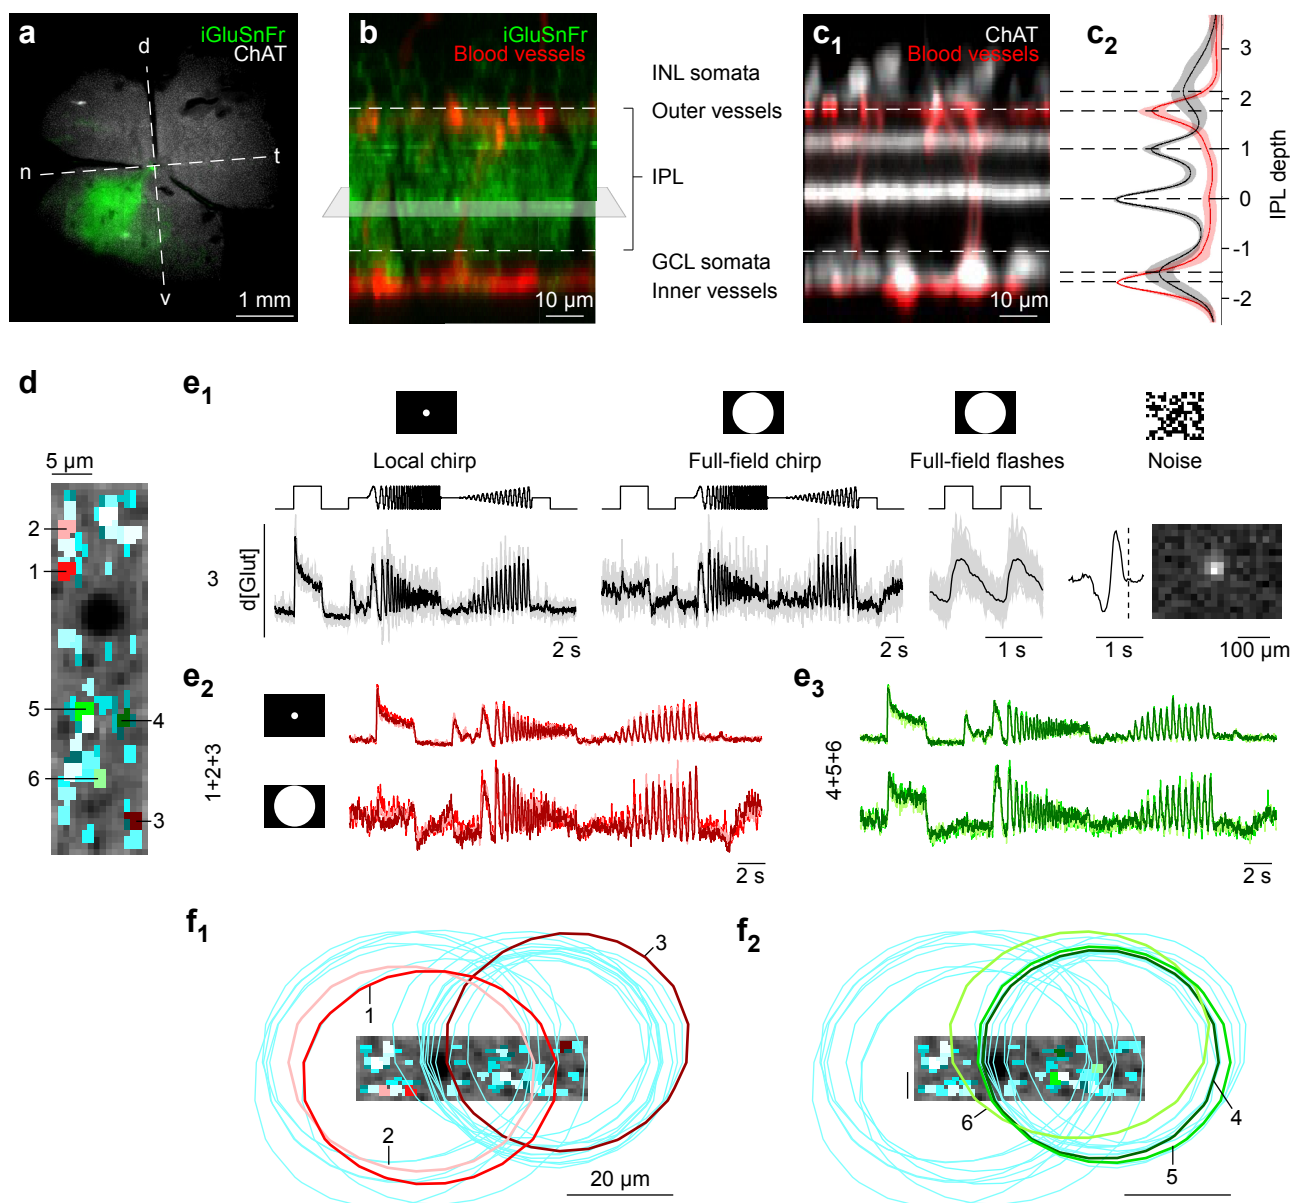 a
iGluSnFr
ChAT
d
n
t
v
1 mm
b
iGluSnFr
Blood vessels
10 µm
INL somata
Outer vessels
IPL
GCL somata
Inner vessels
c1
ChAT
Blood vessels
10 µm
c2
3
2
1
0
-1
-2
IPL depth
d
5 µm
2
1
5
4
6
3
e1
Local chirp
Full-field chirp
Full-field flashes
Noise
3
d[Glut]
2 s
2 s
1 s
1 s
100 µm
e2
1+2+3
2 s
e3
4+5+6
2 s
f1
1
2
3
20 µm
f2
6
4
5